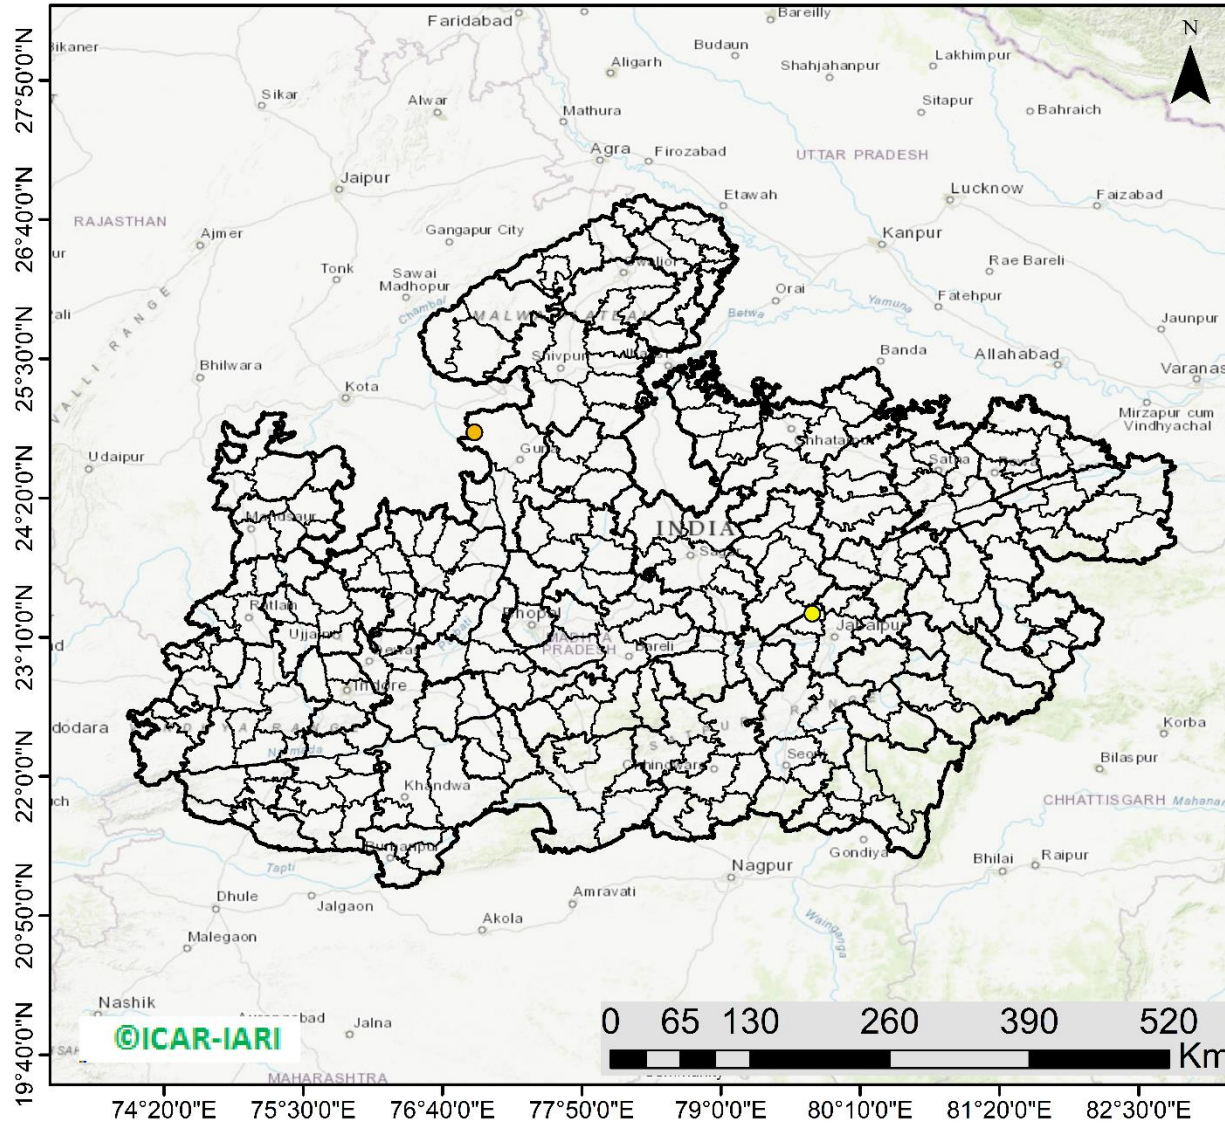 Faridabad
Bareilly
N
27°50'0"N
Bikaner
Budaun
Lakhimpur
Aligarh
Shahjahanpur
Sikar
Alwar
Mathura
Sitapur
Bahraich
Agra
Firozabad
UTTAR PRADESH
Jaipur
Lucknow
Etawah
Faizabad
26°40'0"N
RAJASTHAN
Ajmer
Gangapur City
Kanpur
Tonk
Sawai
Madhopur
Gwalior
Rae Bareli
Orai
Fatehpur
Chambal
Yamuna
Betwa
Jaunpur
25°30'0"N
Bhilwara
Shivpuri
Banda
Allahabad
Kota
Varanas
Mirzapur cum
Vindhyachal
Udaipur
Guna
Chhatarpur
Satna
Rewa
24°20'0"N
Mandsaur
INDIA
Sagar
Ratlam
Bhopal
Jabalpur
23°10'0"N
Ujjain
MADHYA
PRADESH
Bareli
Dewas
Indore
dodara
SATPURA RANGE
Korba
Narmada
Bilaspur
22°0'0"N
Chhindwara
Seoni
Khandwa
CHHATTISGARH
Mahanad
Burhanpur
Tapti
Nagpur
Gondiya
Bhilai
Raipur
20°50'0"N
Dhule
Jalgaon
Amravati
Akola
Wainganga
Malegaon
Nashik
©ICAR-IARI
Jalna
0 65 130 260 390 520
Km
19°40'0"N
MAHARASHTRA
74°20'0"E 75°30'0"E 76°40'0"E 77°50'0"E 79°0'0"E 80°10'0"E 81°20'0"E 82°30'0"E